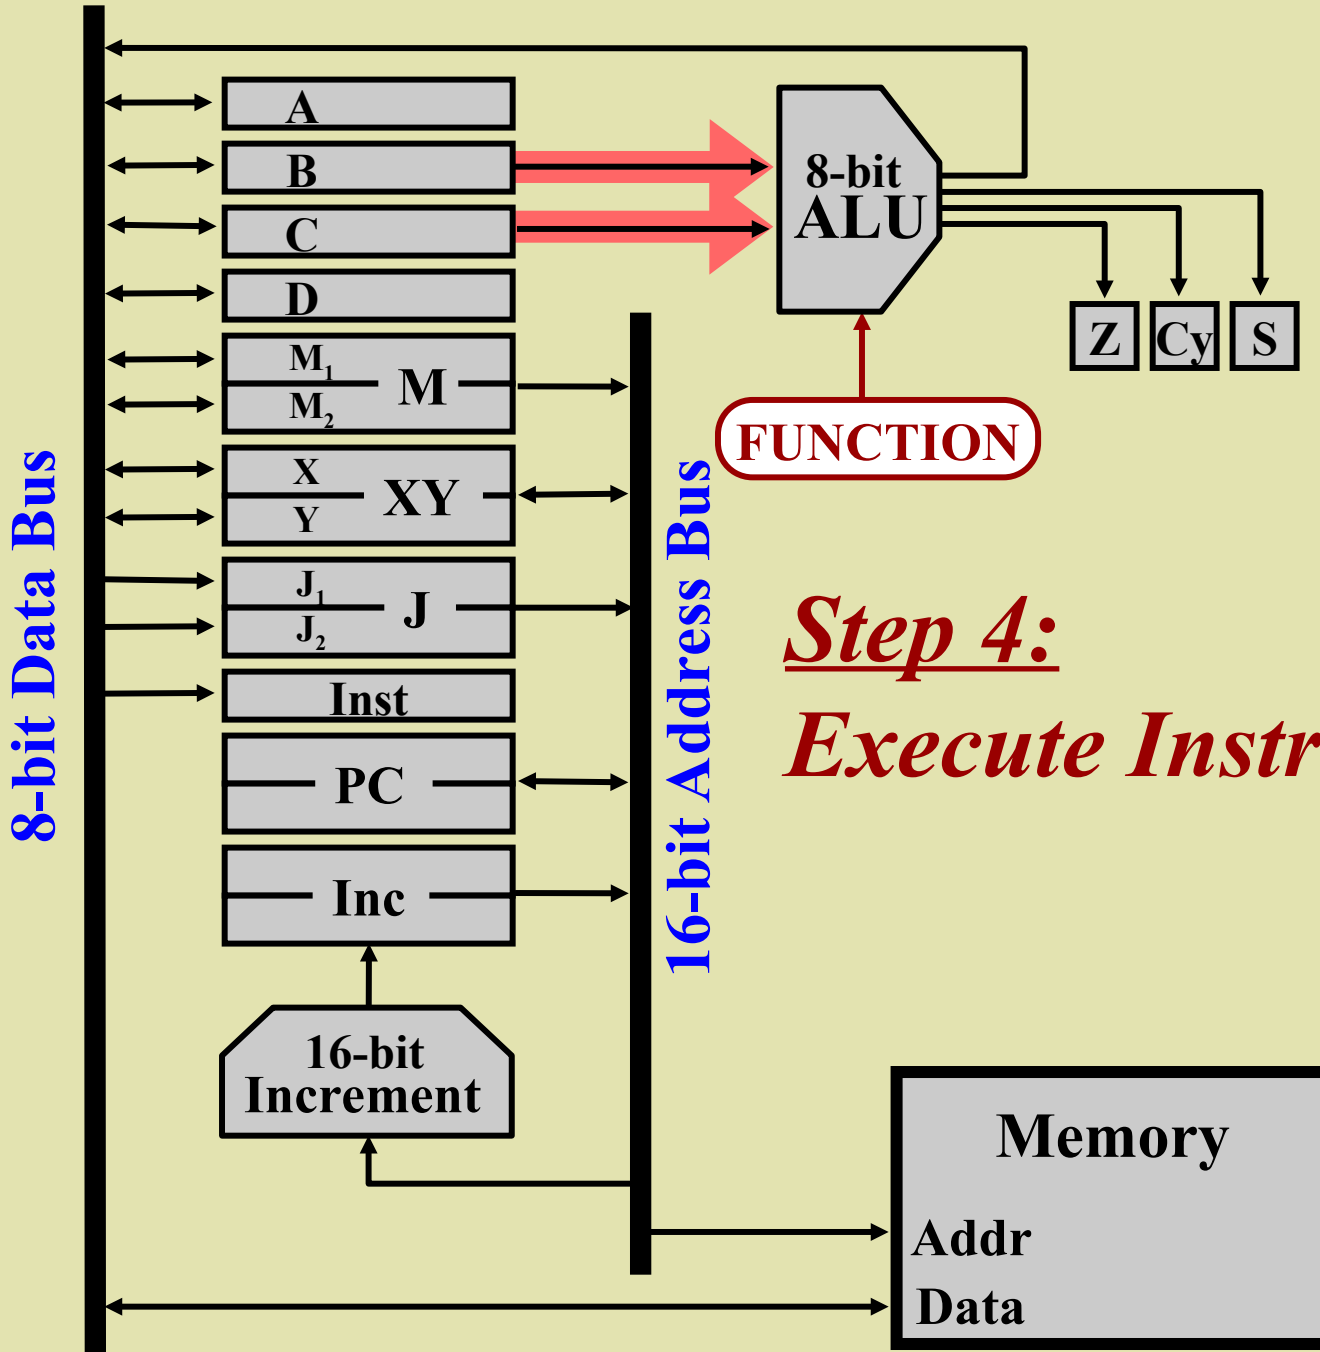 A
B
C
D
M1
M
M2
X
XY
Y
J1
J
J2
Inst
PC
Inc
16-bit
Increment
8-bit Data Bus
16-bit Address Bus
8-bit
ALU
Z
Cy
S
FUNCTION
Step 4:
Execute Instr
Memory
Addr
Data